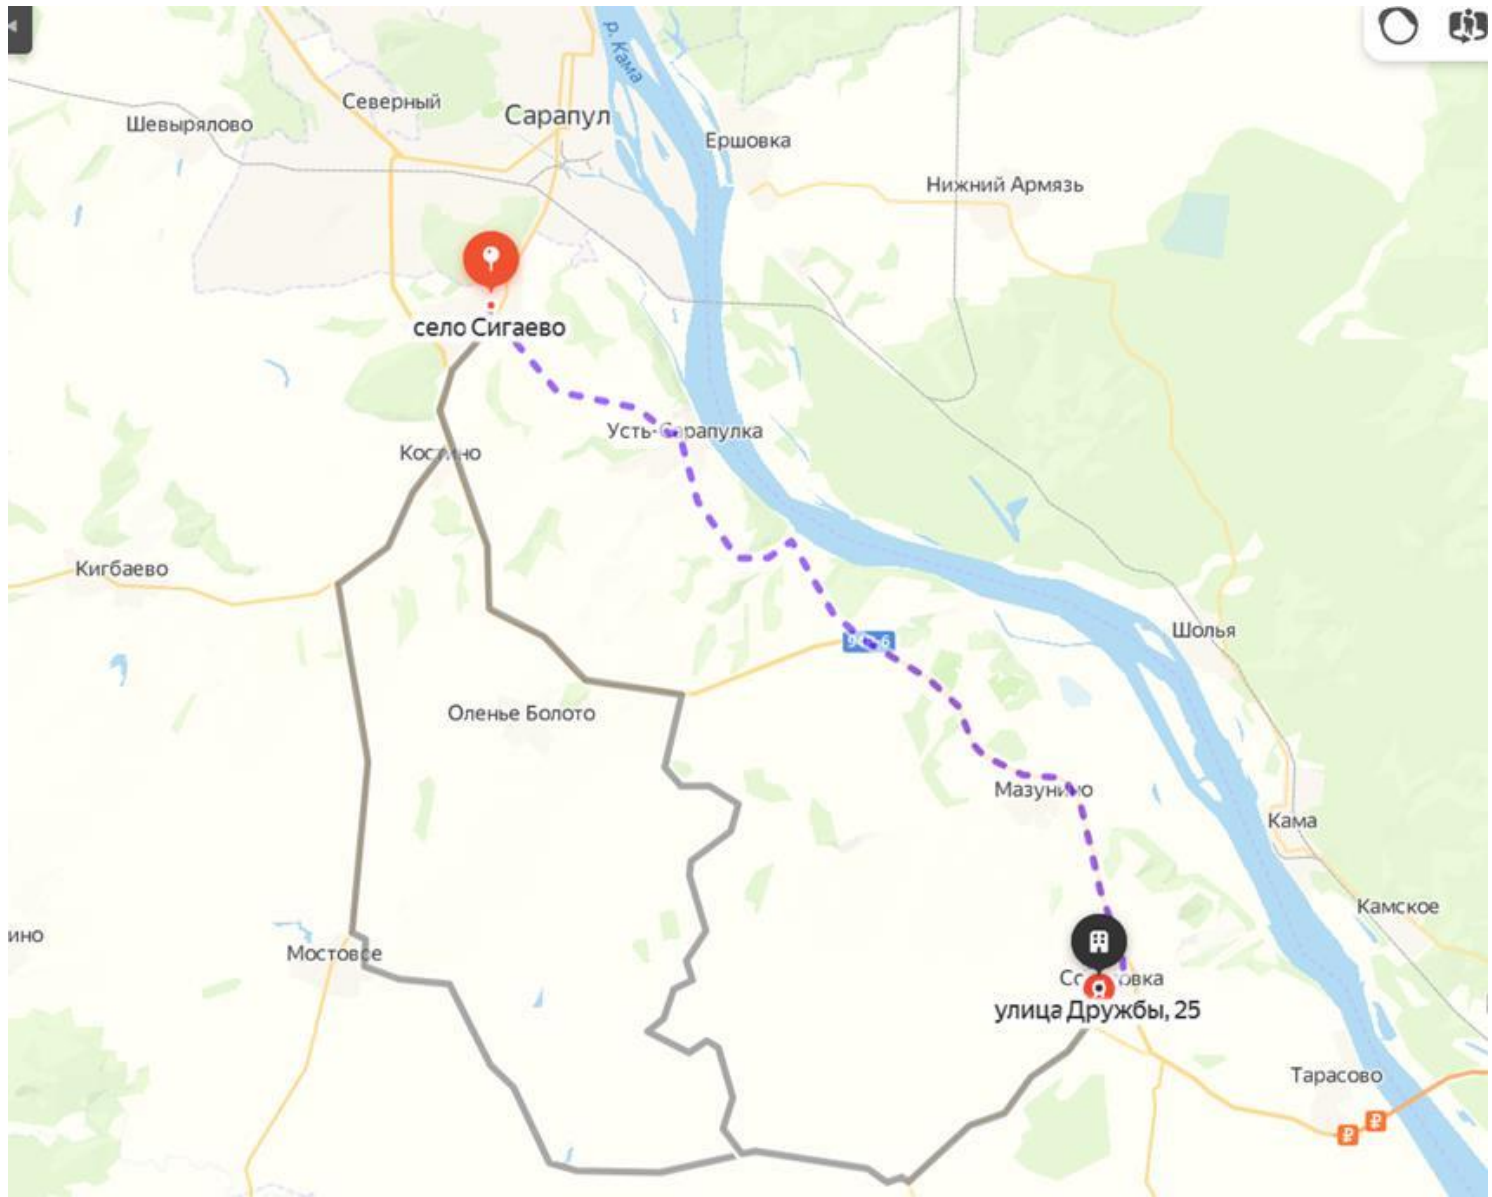 р. Кама
Северный
Сарапул
Шевырялово
Ершовка
Нижний Армязь
село Сигаево
Усть-Сарапулка
Костино
Кигбаево
Шолья
Оленье Болото
Мазунино
Кама
Камское
ино
Мостовое
улица Дружбы, 25
Тарасово
₽
₽